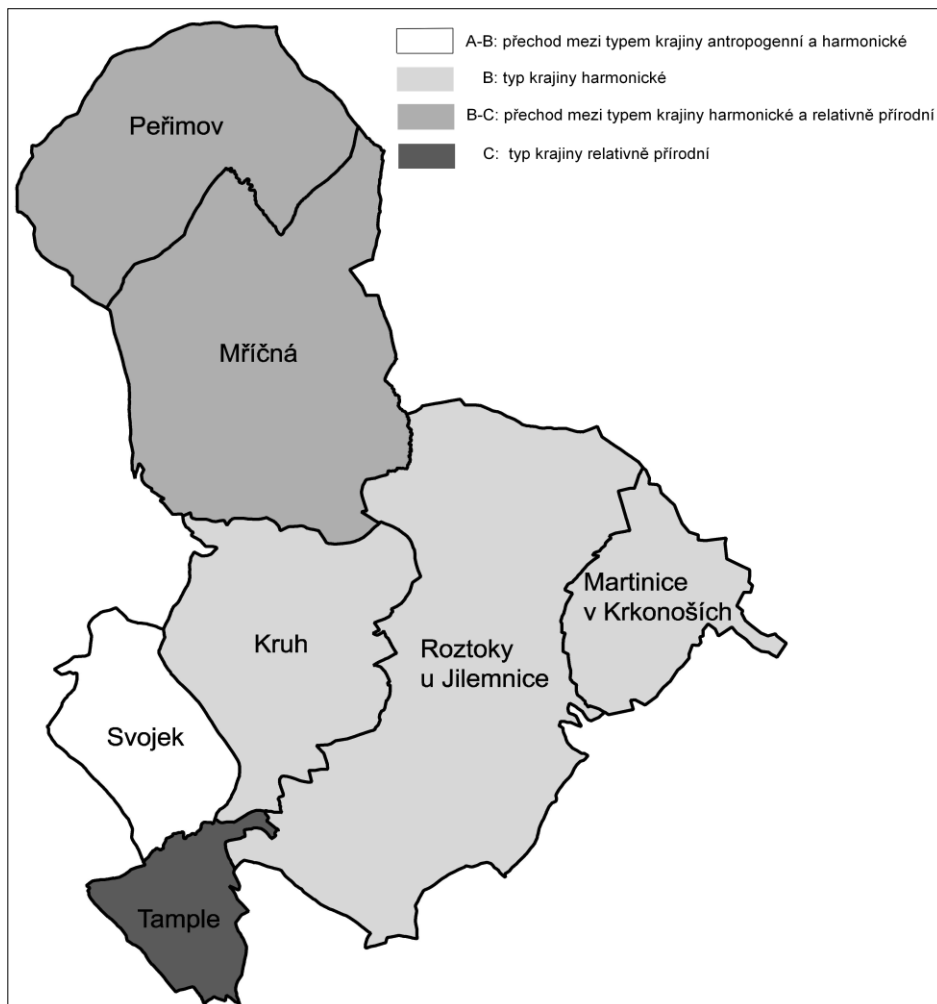 A-B: přechod mezi typem krajiny antropogenní a harmonické
B: typ krajiny harmonické
B-C: přechod mezi typem krajiny harmonické a relativně přírodní
C: typ krajiny relativně přírodní
Peřimov
Mříčná
Martinice
v Krkonoších
Kruh
Roztoky
u Jilemnice
Svojek
Tample